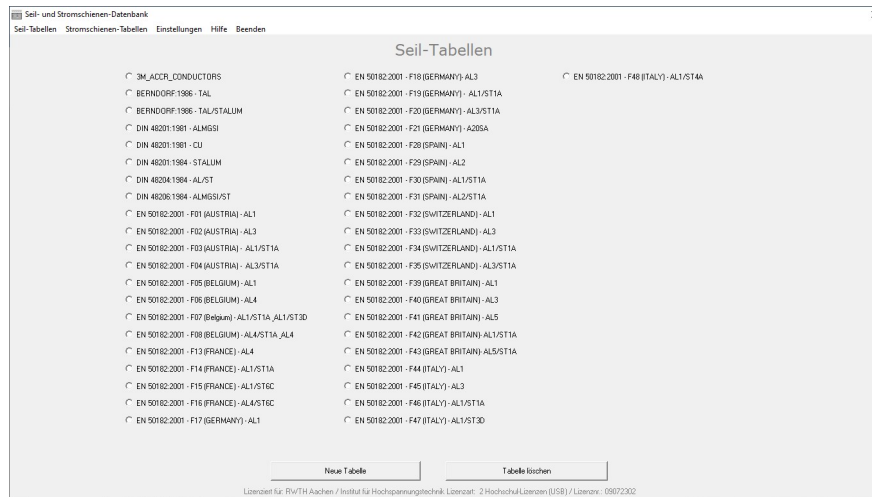 Seil- und Stromschienen-Datenbank
Seil-Tabellen Stromschienen-Tabellen Einstellungen Hilfe Beenden
Seil-Tabellen
3M_ACCR_CONDUCTORS
BERNDORF:1986 - TAL
BERNDORF:1986 - TAL/STALUM
DIN 48201:1981 - ALMGSI
DIN 48201:1981 - CU
DIN 48201:1984 - STALUM
DIN 48204:1984 - AL/ST
DIN 48206:1984 - ALMGSI/ST
EN 50182:2001 - F01 (AUSTRIA) - AL1
EN 50182:2001 - F02 (AUSTRIA) - AL3
EN 50182:2001 - F03 (AUSTRIA) - AL1/ST1A
EN 50182:2001 - F04 (AUSTRIA) - AL3/ST1A
EN 50182:2001 - F05 (BELGIUM) - AL1
EN 50182:2001 - F06 (BELGIUM) - AL4
EN 50182:2001 - F07 (Belgium) - AL1/ST1A_AL1/ST3D
EN 50182:2001 - F08 (BELGIUM) - AL4/ST1A_AL4
EN 50182:2001 - F13 (FRANCE) - AL4
EN 50182:2001 - F14 (FRANCE) - AL1/ST1A
EN 50182:2001 - F15 (FRANCE) - AL1/ST6C
EN 50182:2001 - F16 (FRANCE) - AL4/ST6C
EN 50182:2001 - F17 (GERMANY) - AL1
EN 50182:2001 - F18 (GERMANY)- AL3
EN 50182:2001 - F19 (GERMANY) - AL1/ST1A
EN 50182:2001 - F20 (GERMANY) - AL3/ST1A
EN 50182:2001 - F21 (GERMANY) - A20SA
EN 50182:2001 - F28 (SPAIN) - AL1
EN 50182:2001 - F29 (SPAIN) - AL2
EN 50182:2001 - F30 (SPAIN) - AL1/ST1A
EN 50182:2001 - F31 (SPAIN) - AL2/ST1A
EN 50182:2001 - F32 (SWITZERLAND) - AL1
EN 50182:2001 - F33 (SWITZERLAND) - AL3
EN 50182:2001 - F34 (SWITZERLAND) - AL1/ST1A
EN 50182:2001 - F35 (SWITZERLAND) - AL3/ST1A
EN 50182:2001 - F39 (GREAT BRITAIN) - AL1
EN 50182:2001 - F40 (GREAT BRITAIN) - AL3
EN 50182:2001 - F41 (GREAT BRITAIN) - AL5
EN 50182:2001 - F42 (GREAT BRITAIN)- AL1/ST1A
EN 50182:2001 - F43 (GREAT BRITAIN)- AL5/ST1A
EN 50182:2001 - F44 (ITALY) - AL1
EN 50182:2001 - F45 (ITALY) - AL3
EN 50182:2001 - F46 (ITALY) - AL1/ST1A
EN 50182:2001 - F47 (ITALY) - AL1/ST3D
EN 50182:2001 - F48 (ITALY) - AL1/ST4A
Neue Tabelle
Tabelle löschen
Lizenziert für: RWTH Aachen / Institut für Hochspannungstechnik Lizenzart: 2 Hochschul-Lizenzen (USB) / Lizenznr.: 09072302